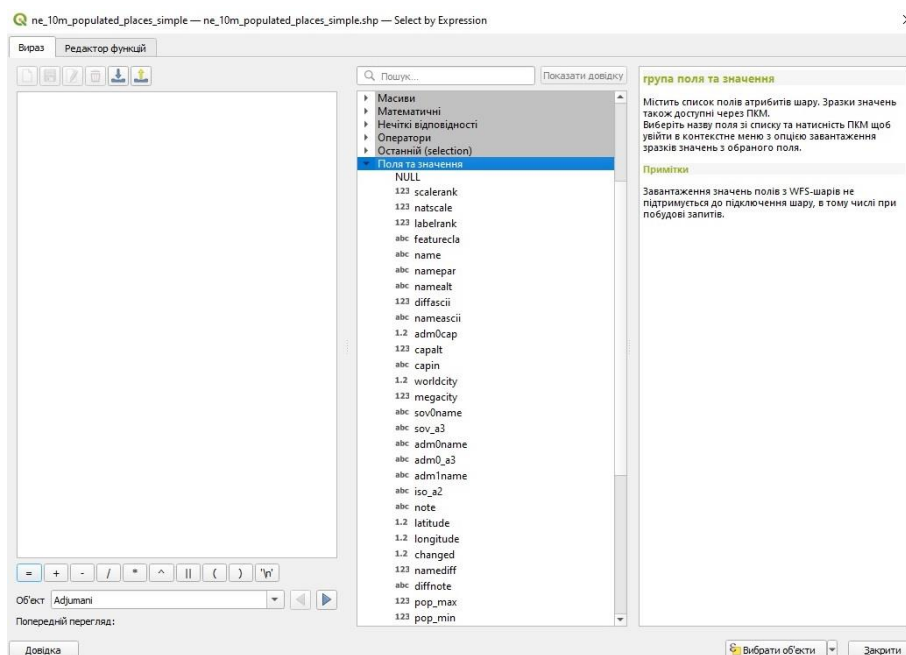 ne_10m_populated_places_simple — ne_10m_populated_places_simple.shp — Select by Expression
Вираз
Редактор функцій
Пошук...
Показати довідку
Масиви
Математичні
Нечіткі відповідності
Оператори
Останній (selection)
Поля та значення
NULL
123 scalerank
123 natscale
123 labelrank
abc featurecla
abc name
abc namepar
abc namealt
123 diffascii
abc nameascii
1.2 adm0cap
123 capalt
abc capin
1.2 worldcity
123 megacity
abc sov0name
abc sov_a3
abc adm0name
abc adm0_a3
abc adm1name
abc iso_a2
abc note
1.2 latitude
1.2 longitude
1.2 changed
123 namediff
abc diffnote
123 pop_max
123 pop_min
група поля та значення
Містить список полів атрибитів шару. Зразки значень
також доступні через ПКМ.
Виберіть назву поля зі списку та натисність ПКМ щоб
увійти в контекстне меню з опцією завантаження
зразків значень з обраного поля.
Примітки
Завантаження значень полів з WFS-шарів не
підтримується до підключення шару, в тому числі при
побудові запитів.
= + - / * ^ || ( ) '\n'
Об'єкт Adjumani
Попередній перегляд:
Довідка
Вибрати об'єкти
Закрити